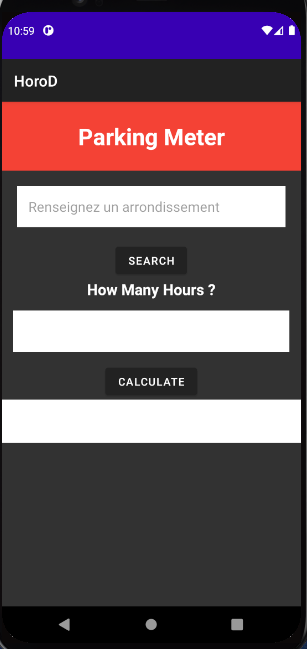 10:59
HoroD
Parking Meter
Renseignez un arrondissement
SEARCH
How Many Hours ?
CALCULATE